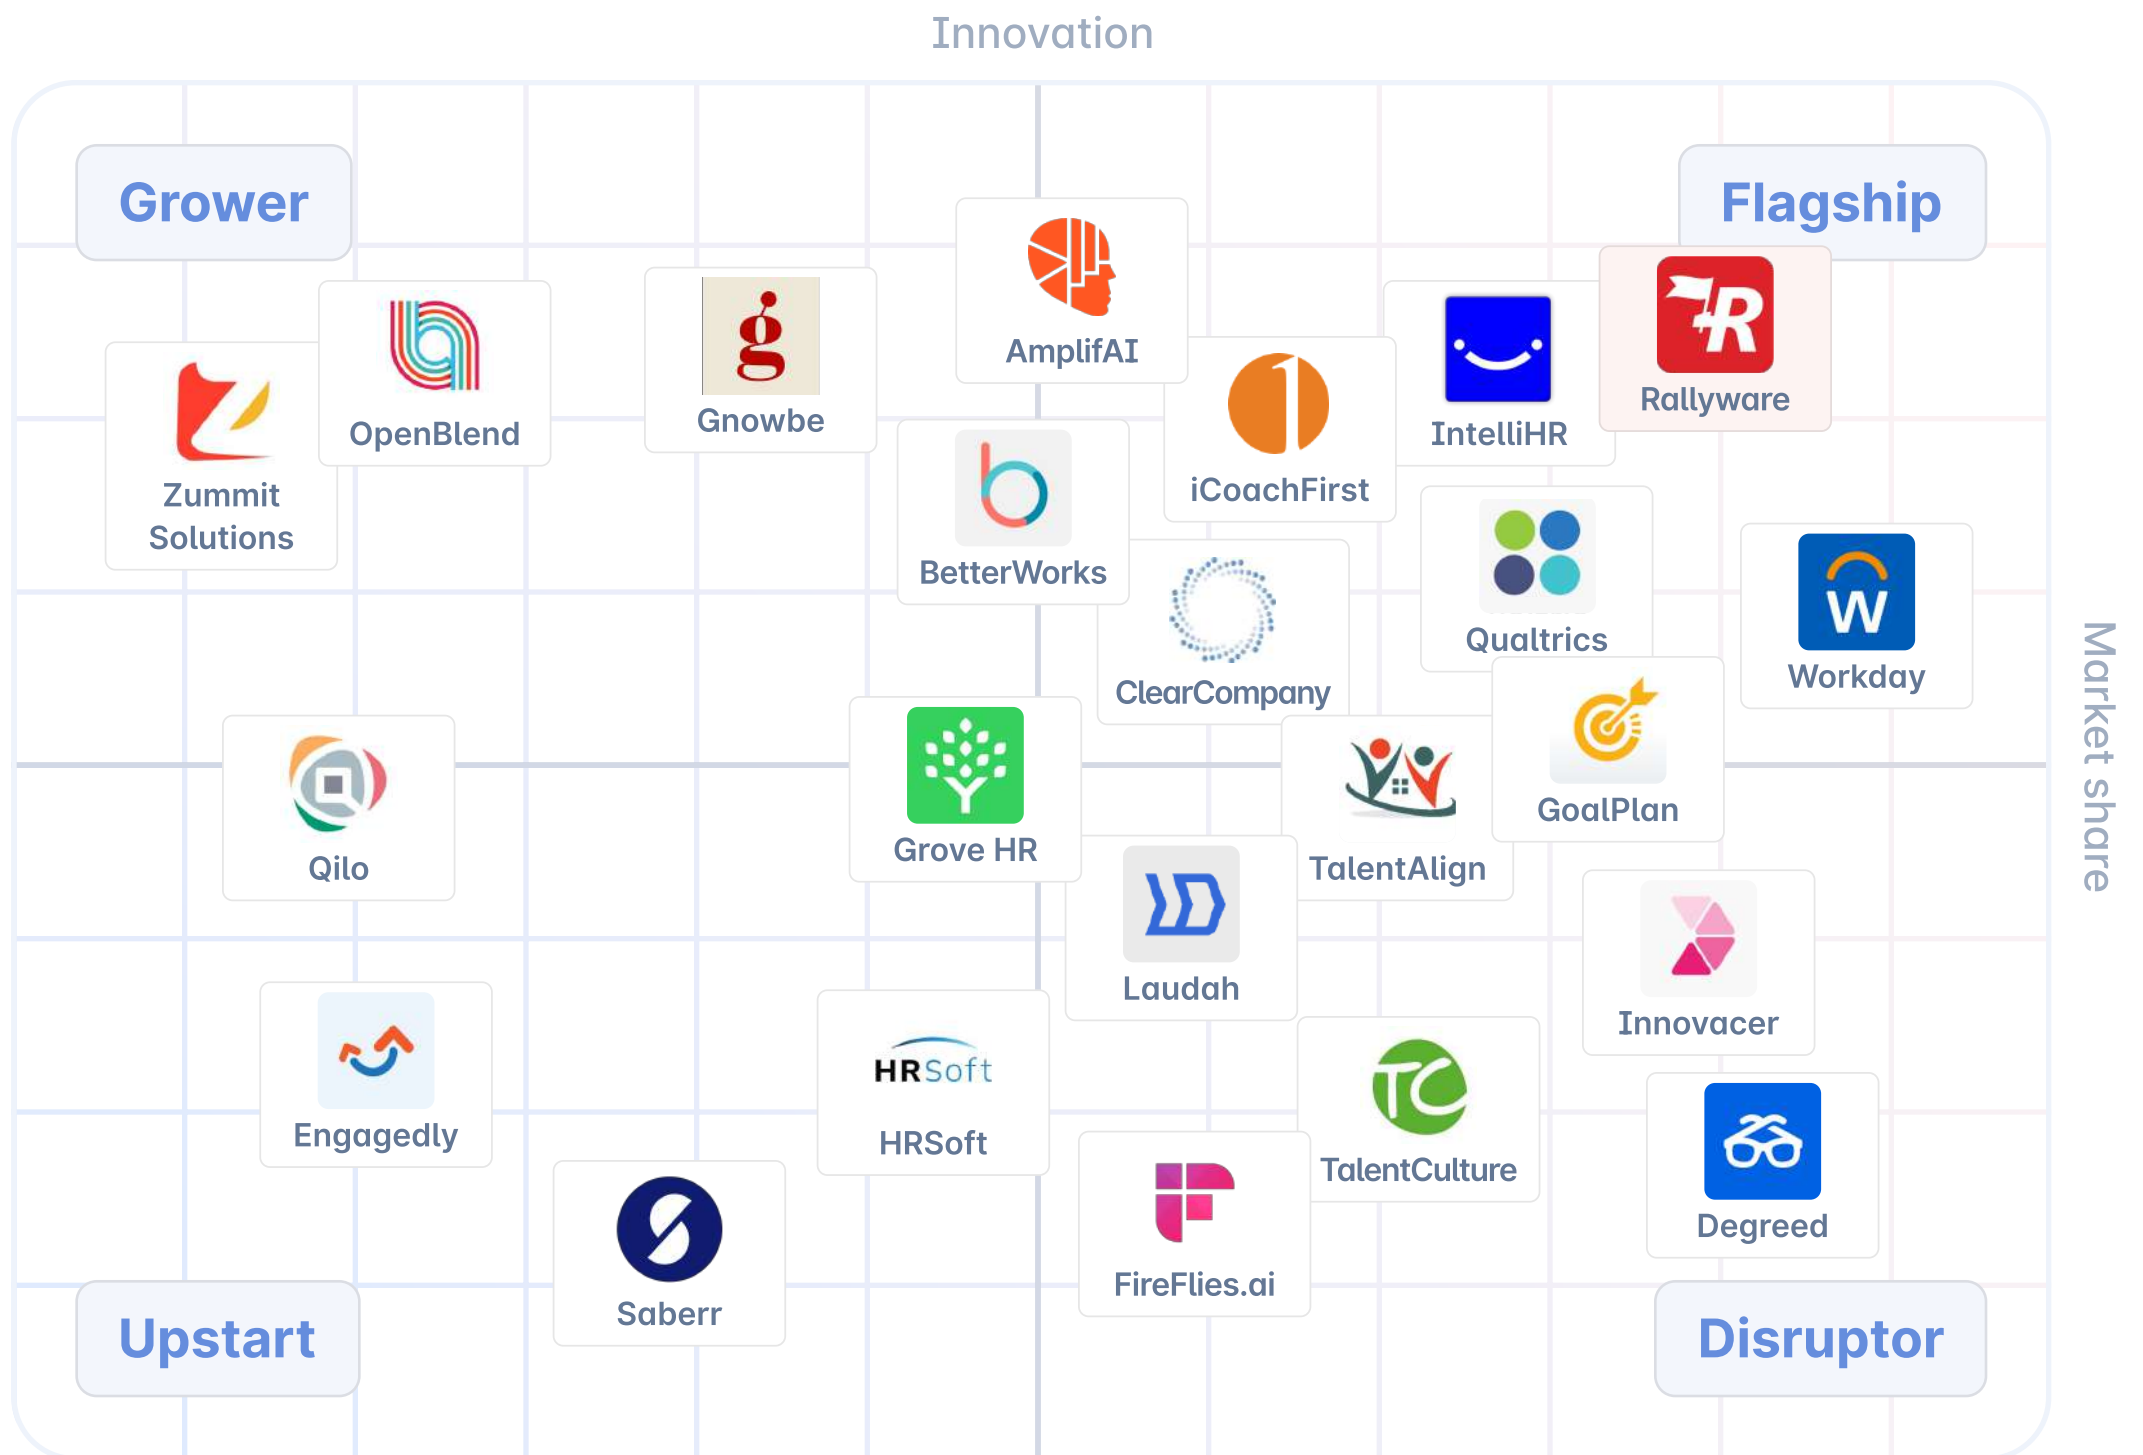 Innovation
Grower
Flagship
AmplifAI
Rallyware
Gnowbe
OpenBlend
IntelliHR
iCoachFirst
Zummit
Solutions
BetterWorks
Qualtrics
Workday
ClearCompany
Market share
GoalPlan
Grove HR
Qilo
TalentAlign
Laudah
Innovacer
HRSoft
HRSoft
Engagedly
TC
TalentCulture
Degreed
FireFlies.ai
Saberr
Upstart
Disruptor